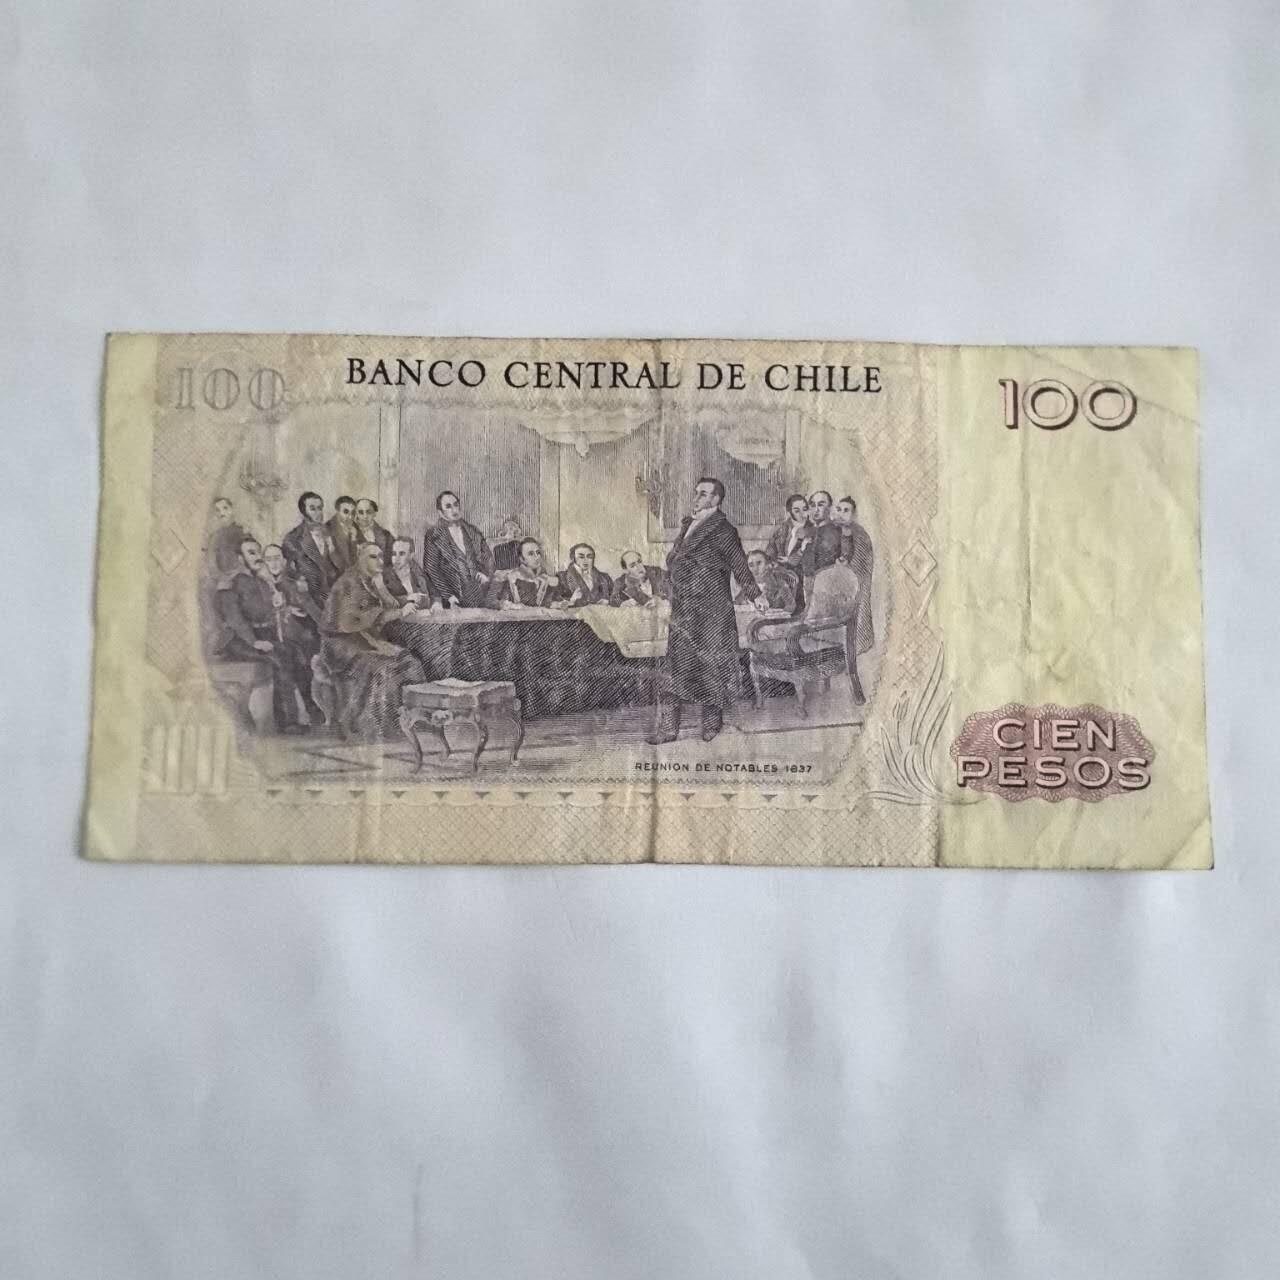 100
BANCO CENTRAL DE CHILE
100
REUNION DE NOTABLES 1837
CIEN
PESOS